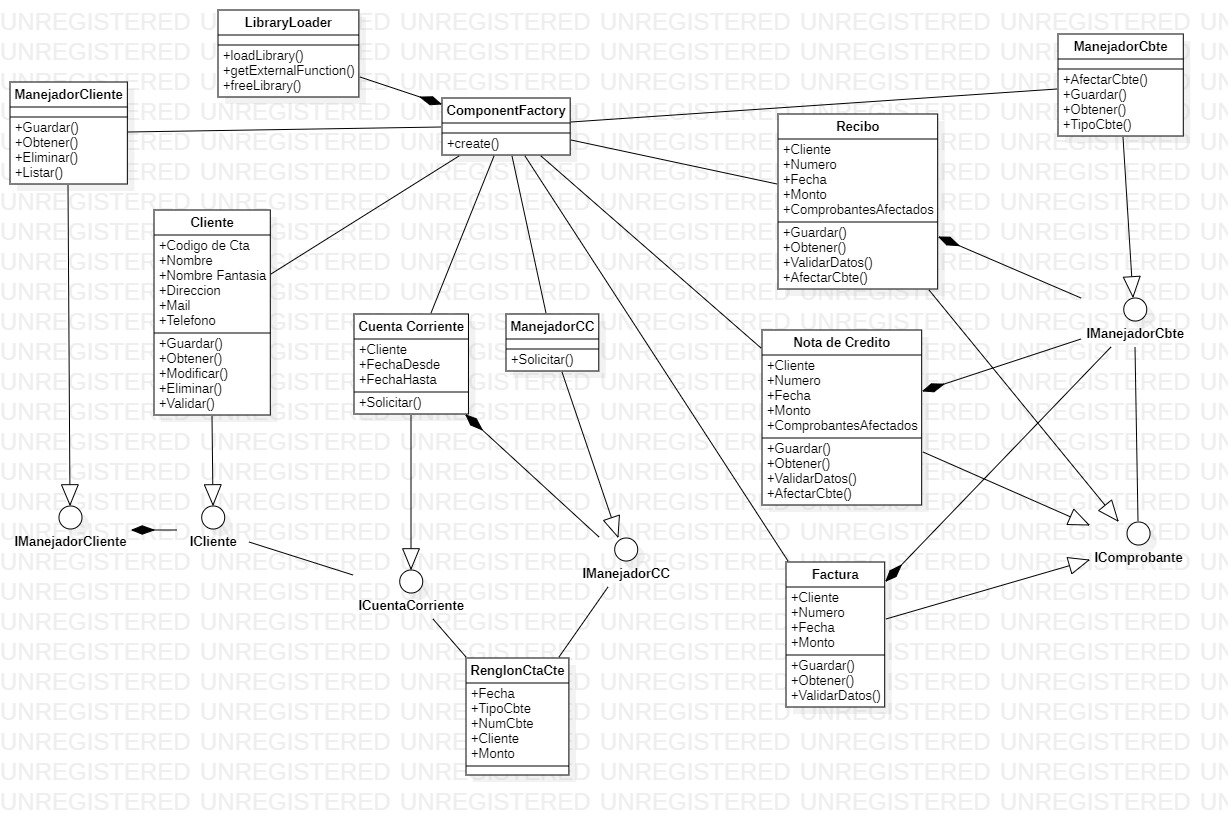 LibraryLoader
+loadLibrary()
+getExternalFunction()
+freeLibrary()
ManejadorCbte
+AfectarCbte()
+Guardar()
+Obtener()
+TipoCbte()
ManejadorCliente
+Guardar()
+Obtener()
+Eliminar()
+Listar()
ComponentFactory
+create()
Recibo
+Cliente
+Numero
+Fecha
+Monto
+ComprobantesAfectados
+Guardar()
+Obtener()
+ValidarDatos()
+AfectarCbte()
Cliente
+Codigo de Cta
+Nombre
+Nombre Fantasia
+Direccion
+Mail
+Telefono
+Guardar()
+Obtener()
+Modificar()
+Eliminar()
+Validar()
Cuenta Corriente
+Cliente
+FechaDesde
+FechaHasta
+Solicitar()
ManejadorCC
+Solicitar()
IManejadorCbte
Nota de Credito
+Cliente
+Numero
+Fecha
+Monto
+ComprobantesAfectados
+Guardar()
+Obtener()
+ValidarDatos()
+AfectarCbte()
IManejadorCliente
ICliente
IComprobante
IManejadorCC
ICuentaCorriente
Factura
+Cliente
+Numero
+Fecha
+Monto
+Guardar()
+Obtener()
+ValidarDatos()
RenglonCtaCte
+Fecha
+TipoCbte
+NumCbte
+Cliente
+Monto
UNREGISTERED